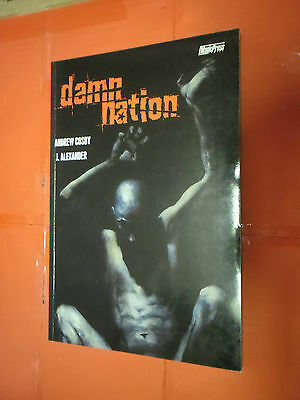 damn
nation
ANDREW COSBY
J. ALEXANDER